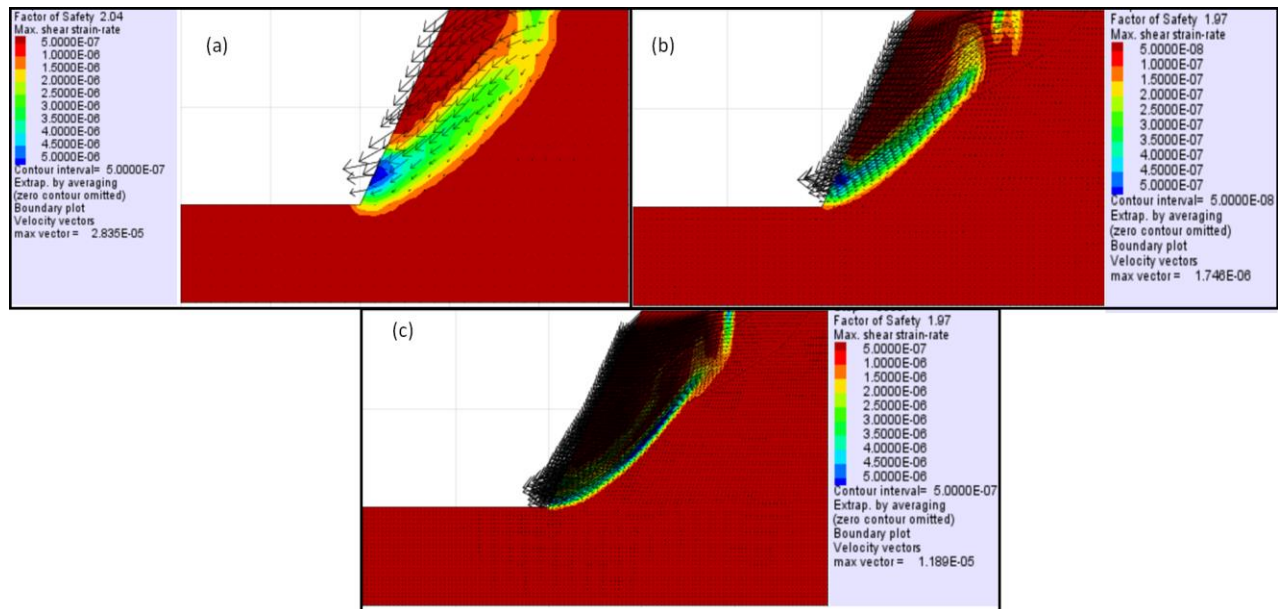 Factor of Safety 2.04
Max. shear strain-rate
5.0000E-07
1.0000E-06
1.5000E-06
2.0000E-06
2.5000E-06
3.0000E-06
3.5000E-06
4.0000E-06
4.5000E-06
5.0000E-06
Contour interval= 5.0000E-07
Extrap. by averaging
(zero contour omitted)
Boundary plot
Velocity vectors
max vector = 2.835E-05
(a)
(b)
Factor of Safety 1.97
Max. shear strain-rate
5.0000E-08
1.0000E-07
1.5000E-07
2.0000E-07
2.5000E-07
3.0000E-07
3.5000E-07
4.0000E-07
4.5000E-07
5.0000E-07
Contour interval= 5.0000E-08
Extrap. by averaging
(zero contour omitted)
Boundary plot
Velocity vectors
max vector = 1.746E-06
(c)
Factor of Safety 1.97
Max. shear strain-rate
5.0000E-07
1.0000E-06
1.5000E-06
2.0000E-06
2.5000E-06
3.0000E-06
3.5000E-06
4.0000E-06
4.5000E-06
5.0000E-06
Contour interval= 5.0000E-07
Extrap. by averaging
(zero contour omitted)
Boundary plot
Velocity vectors
max vector = 1.189E-05